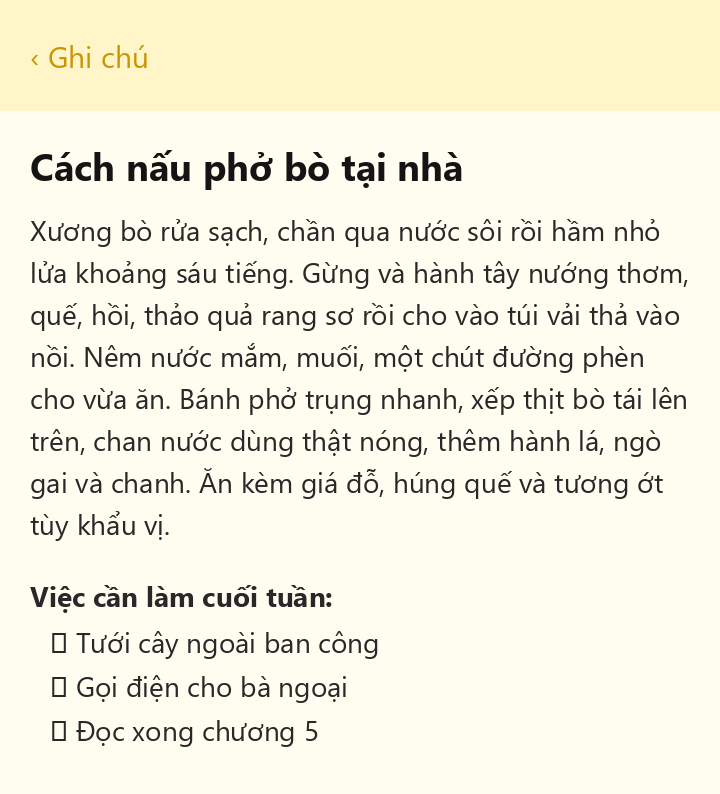 ‹ Ghi chú
Cách nấu phở bò tại nhà
Xương bò rửa sạch, chần qua nước sôi rồi hầm nhỏ
lửa khoảng sáu tiếng. Gừng và hành tây nướng thơm,
quế, hồi, thảo quả rang sơ rồi cho vào túi vải thả vào
nồi. Nêm nước mắm, muối, một chút đường phèn
cho vừa ăn. Bánh phở trụng nhanh, xếp thịt bò tái lên
trên, chan nước dùng thật nóng, thêm hành lá, ngò
gai và chanh. Ăn kèm giá đỗ, húng quế và tương ớt
tùy khẩu vị.
Việc cần làm cuối tuần:
▯ Tưới cây ngoài ban công
▯ Gọi điện cho bà ngoại
▯ Đọc xong chương 5